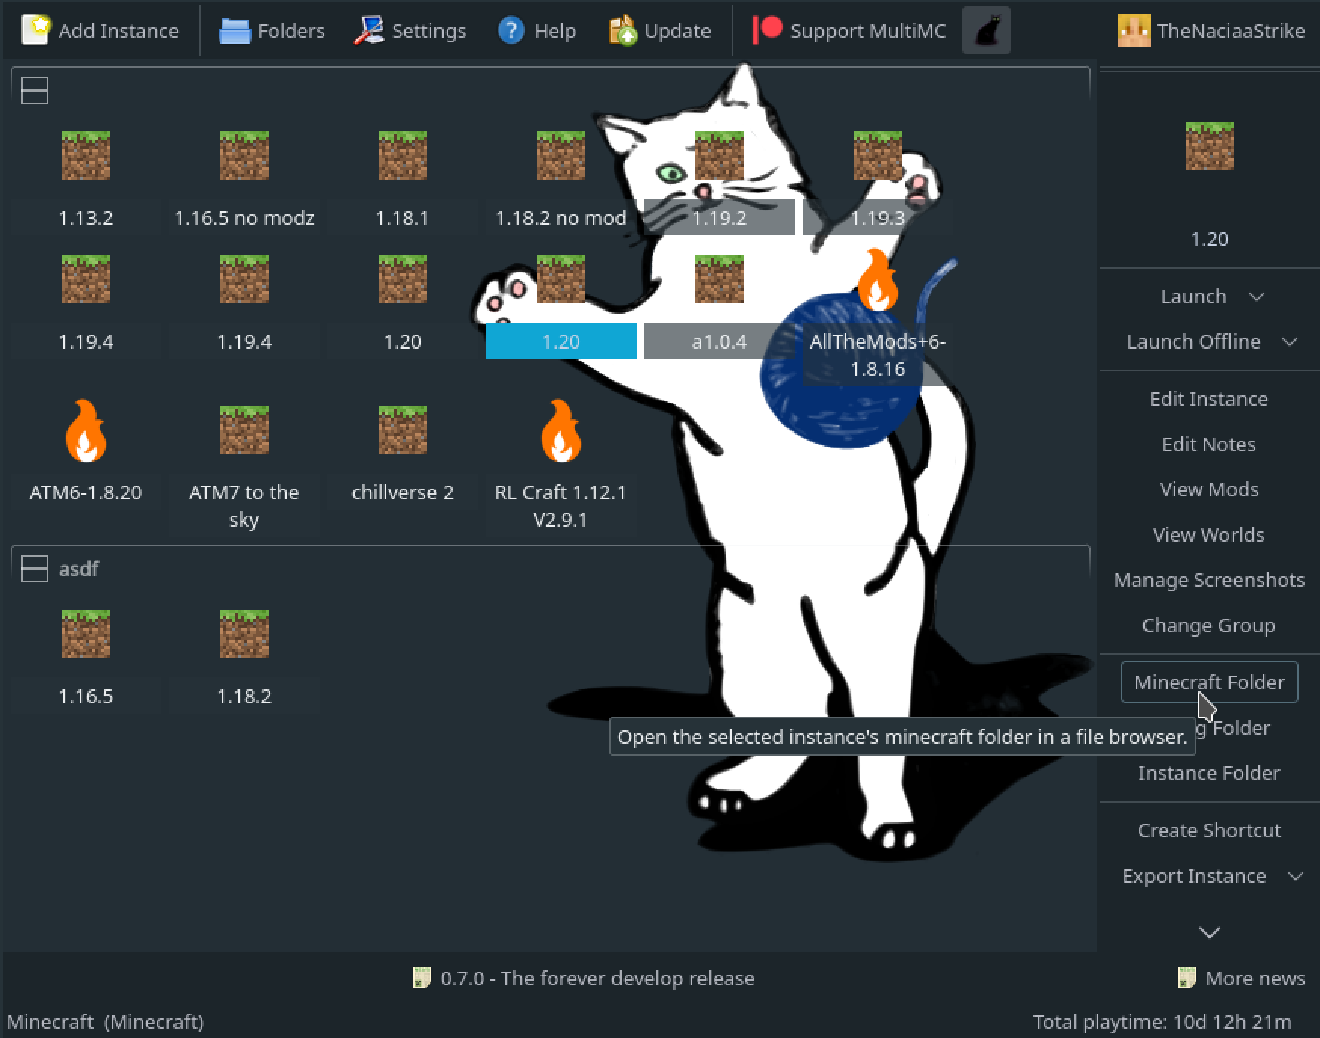 Add Instance
Folders
Settings
Help
Update
Support MultiMC
TheNaciaaStrike
1.13.2
1.16.5 no modz
1.18.1
1.18.2 no mod
1.19.2
1.19.3
1.19.4
1.19.4
1.20
1.20
a1.0.4
AllTheMods+6-
1.8.16
ATM6-1.8.20
ATM7 to the
sky
chillverse 2
RL Craft 1.12.1
V2.9.1
asdf
1.16.5
1.18.2
1.20
Launch
Launch Offline
Edit Instance
Edit Notes
View Mods
View Worlds
Manage Screenshots
Change Group
Minecraft Folder
Open the selected instance's minecraft folder in a file browser.
g Folder
Instance Folder
Create Shortcut
Export Instance
0.7.0 - The forever develop release
More news
Minecraft (Minecraft)
Total playtime: 10d 12h 21m